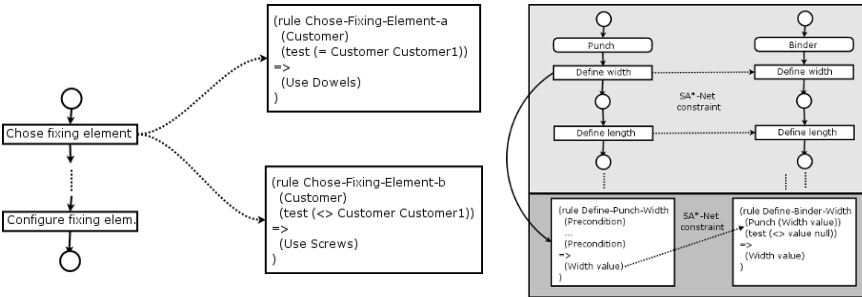 Chose fixing element
Configure fixing elem.
(rule Chose-Fixing-Element-a
(Customer)
(test (= Customer Customer1))
=>
(Use Dowels)
)
(rule Chose-Fixing-Element-b
(Customer)
(test (<> Customer Customer1))
=>
(Use Screws)
)
Punch
Binder
Define width
Define width
SA*-Net
constraint
Define length
Define length
(rule Define-Punch-Width
(Precondition)
...
(Precondition)
=>
(Width value)
)
SA*-Net
constraint
(rule Define-Binder-Width
(Punch (Width value))
(test (<> value null))
=>
(Width value)
)